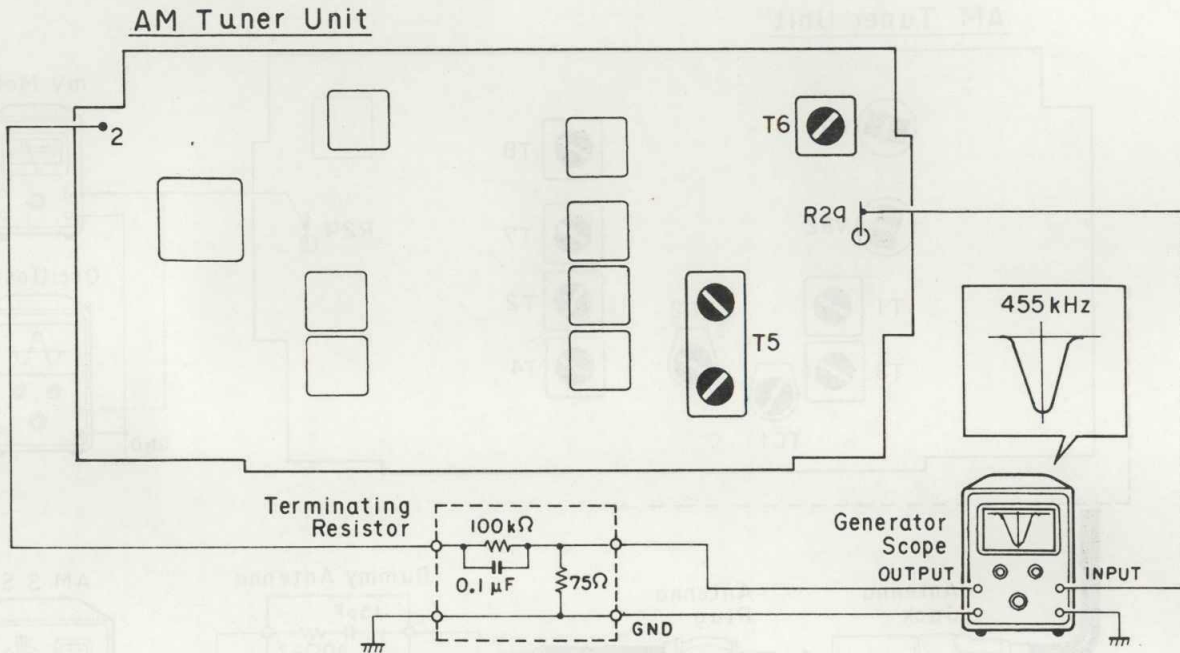 AM Tuner Unit
2
T6
R29
T5
455 kHz
Terminating
Resistor
100kΩ
0.1 μF
75Ω
GND
Generator
Scope
OUTPUT
INPUT